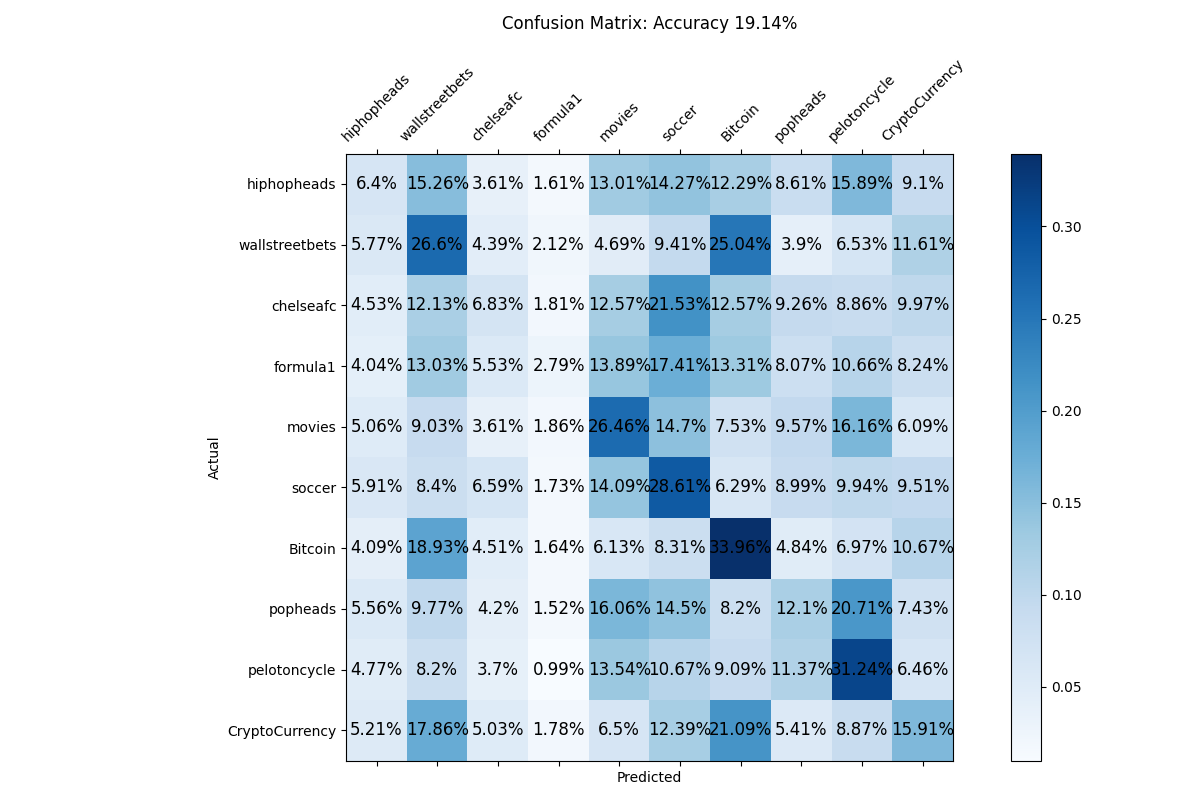 Confusion Matrix: Accuracy 19.14%
hiphopheads wallstreetbets chelseafc formula1 movies soccer Bitcoin popheads pelotoncycle CryptoCurrency
hiphopheads 6.4% 15.26% 3.61% 1.61% 13.01% 14.27% 12.29% 8.61% 15.89% 9.1%
wallstreetbets 5.77% 26.6% 4.39% 2.12% 4.69% 9.41% 25.04% 3.9% 6.53% 11.61%
0.30
chelseafc 4.53% 12.13% 6.83% 1.81% 12.57% 21.53% 12.57% 9.26% 8.86% 9.97%
0.25
formula1 4.04% 13.03% 5.53% 2.79% 13.89% 17.41% 13.31% 8.07% 10.66% 8.24%
0.20
movies 5.06% 9.03% 3.61% 1.86% 26.46% 14.7% 7.53% 9.57% 16.16% 6.09%
Actual
soccer 5.91% 8.4% 6.59% 1.73% 14.09% 28.61% 6.29% 8.99% 9.94% 9.51%
0.15
Bitcoin 4.09% 18.93% 4.51% 1.64% 6.13% 8.31% 33.96% 4.84% 6.97% 10.67%
0.10
popheads 5.56% 9.77% 4.2% 1.52% 16.06% 14.5% 8.2% 12.1% 20.71% 7.43%
pelotoncycle 4.77% 8.2% 3.7% 0.99% 13.54% 10.67% 9.09% 11.37% 31.24% 6.46%
0.05
CryptoCurrency 5.21% 17.86% 5.03% 1.78% 6.5% 12.39% 21.09% 5.41% 8.87% 15.91%
Predicted